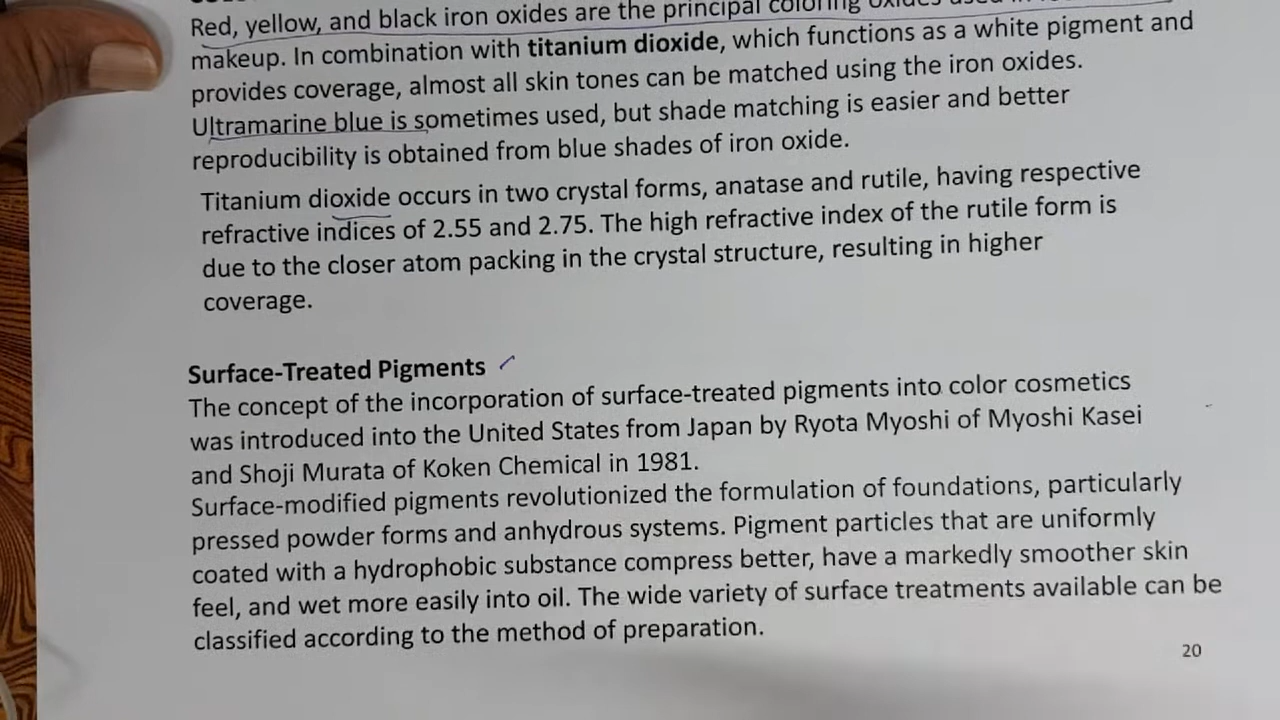 Red, yellow, and black iron oxides are the principal coloring
makeup. In combination with titanium dioxide, which functions as a white pigment and
provides coverage, almost all skin tones can be matched using the iron oxides.
Ultramarine blue is sometimes used, but shade matching is easier and better
reproducibility is obtained from blue shades of iron oxide.
Titanium dioxide occurs in two crystal forms, anatase and rutile, having respective
refractive indices of 2.55 and 2.75. The high refractive index of the rutile form is
due to the closer atom packing in the crystal structure, resulting in higher
coverage.
Surface-Treated Pigments
The concept of the incorporation of surface-treated pigments into color cosmetics
was introduced into the United States from Japan by Ryota Myoshi of Myoshi Kasei
and Shoji Murata of Koken Chemical in 1981.
Surface-modified pigments revolutionized the formulation of foundations, particularly
pressed powder forms and anhydrous systems. Pigment particles that are uniformly
coated with a hydrophobic substance compress better, have a markedly smoother skin
feel, and wet more easily into oil. The wide variety of surface treatments available can be
classified according to the method of preparation.
20